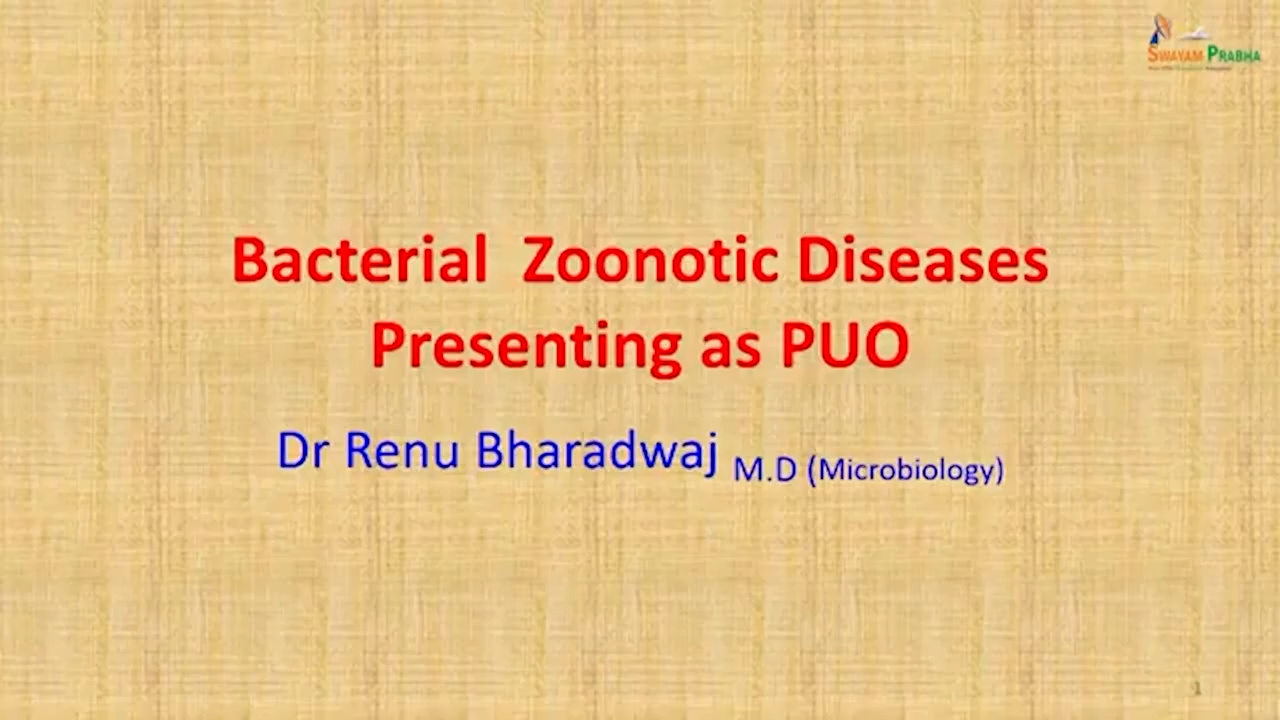 SWAYAM PRABHA
Bacterial Zoonotic Diseases
Presenting as PUO
Dr Renu Bharadwaj M.D (Microbiology)
1